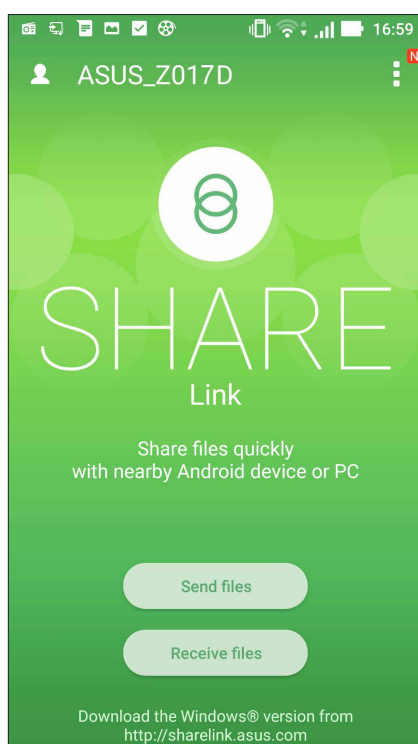 16:59
ASUS_Z017D
N
SHARE
Link
Share files quickly
with nearby Android device or PC
Send files
Receive files
Download the Windows® version from
http://sharelink.asus.com